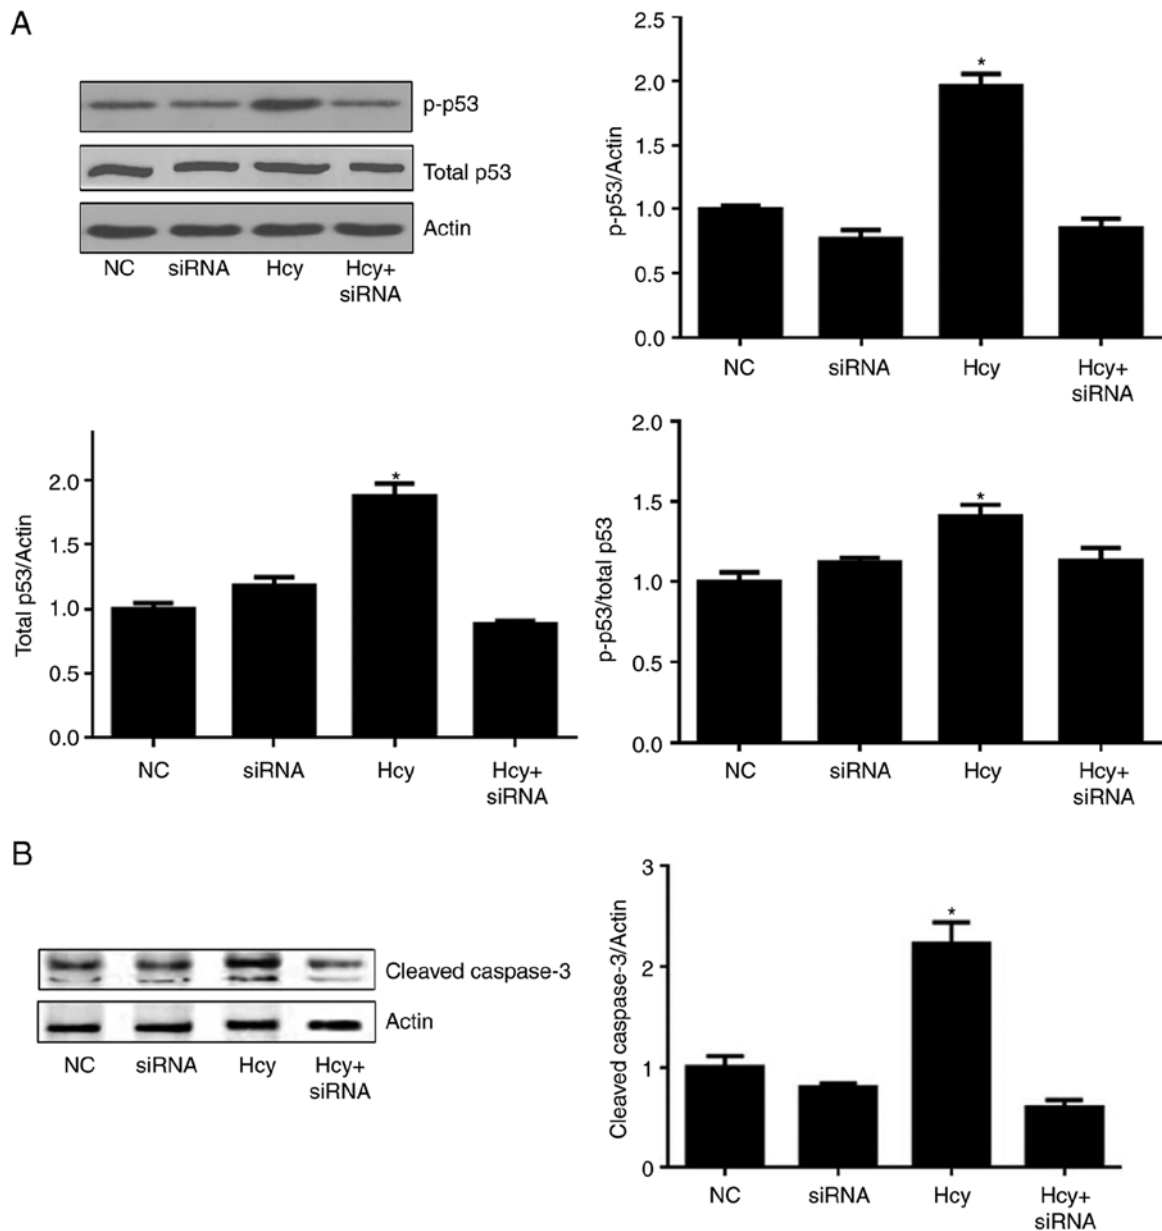 A
p-p53
Total p53
Actin
NC siRNA Hcy Hcy+
siRNA
p-p53/Actin
2.5
2.0
1.5
1.0
0.5
0.0
*
NC siRNA Hcy Hcy+
siRNA
Total p53/Actin
2.0
1.5
1.0
0.5
0.0
*
NC siRNA Hcy Hcy+
siRNA
p-p53/total p53
2.0
1.5
1.0
0.5
0.0
*
NC siRNA Hcy Hcy+
siRNA
B
Cleaved caspase-3
Actin
NC siRNA Hcy Hcy+
siRNA
Cleaved caspase-3/Actin
3
2
1
0
*
NC siRNA Hcy Hcy+
siRNA